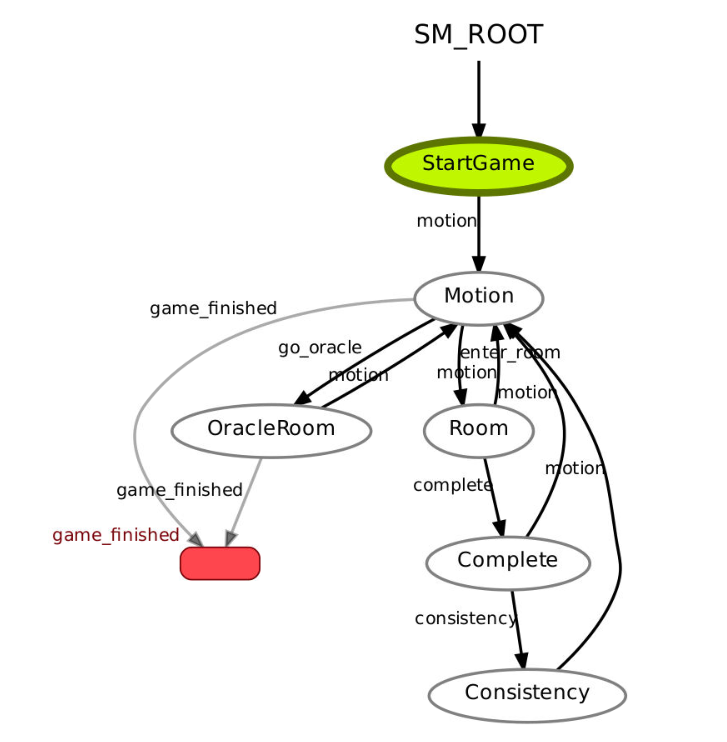 SM_ROOT
StartGame
motion
Motion
game_finished
go_oracle
enter_room
motion
motion
motion
OracleRoom
Room
motion
game_finished
complete
game_finished
Complete
consistency
Consistency